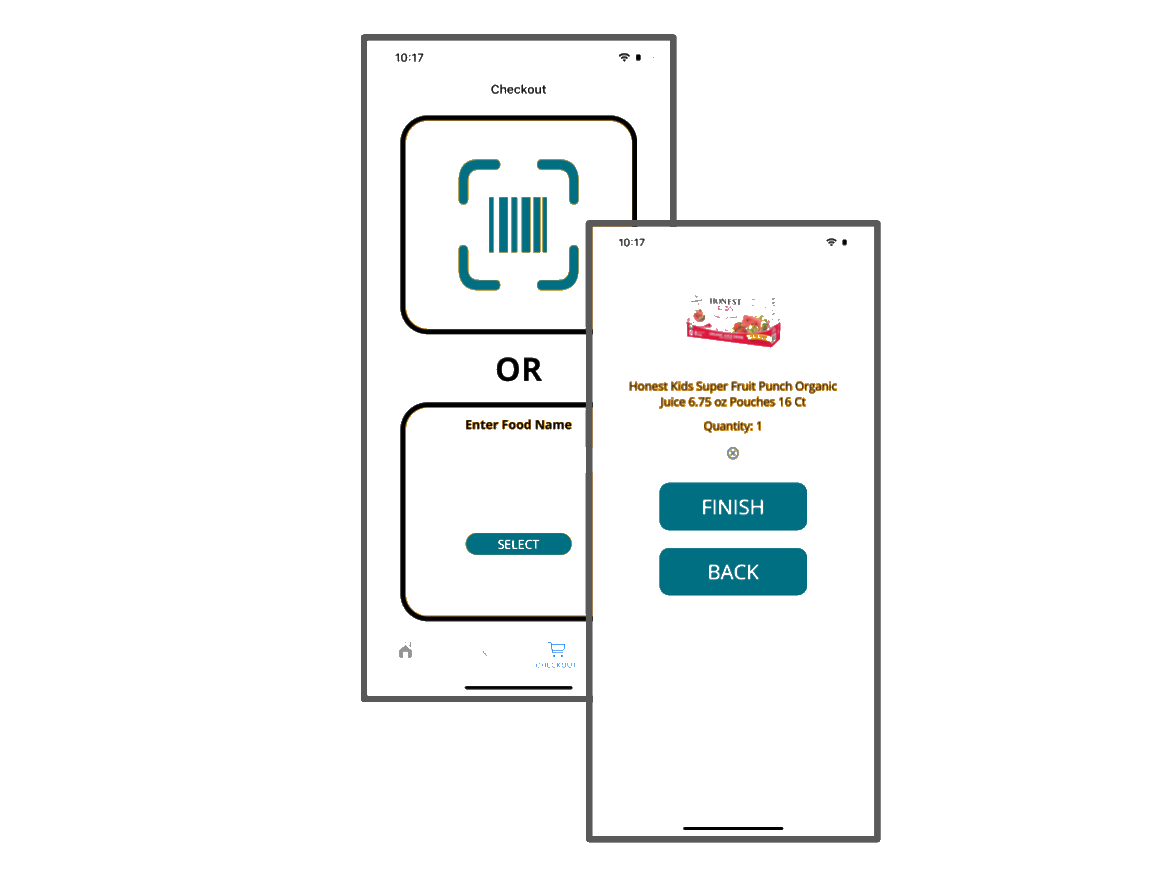 10:17
Checkout
OR
Enter Food Name
SELECT
CHECKOUT
10:17
HONEST
Honest Kids Super Fruit Punch Organic
Juice 6.75 oz Pouches 16 Ct
Quantity: 1
FINISH
BACK